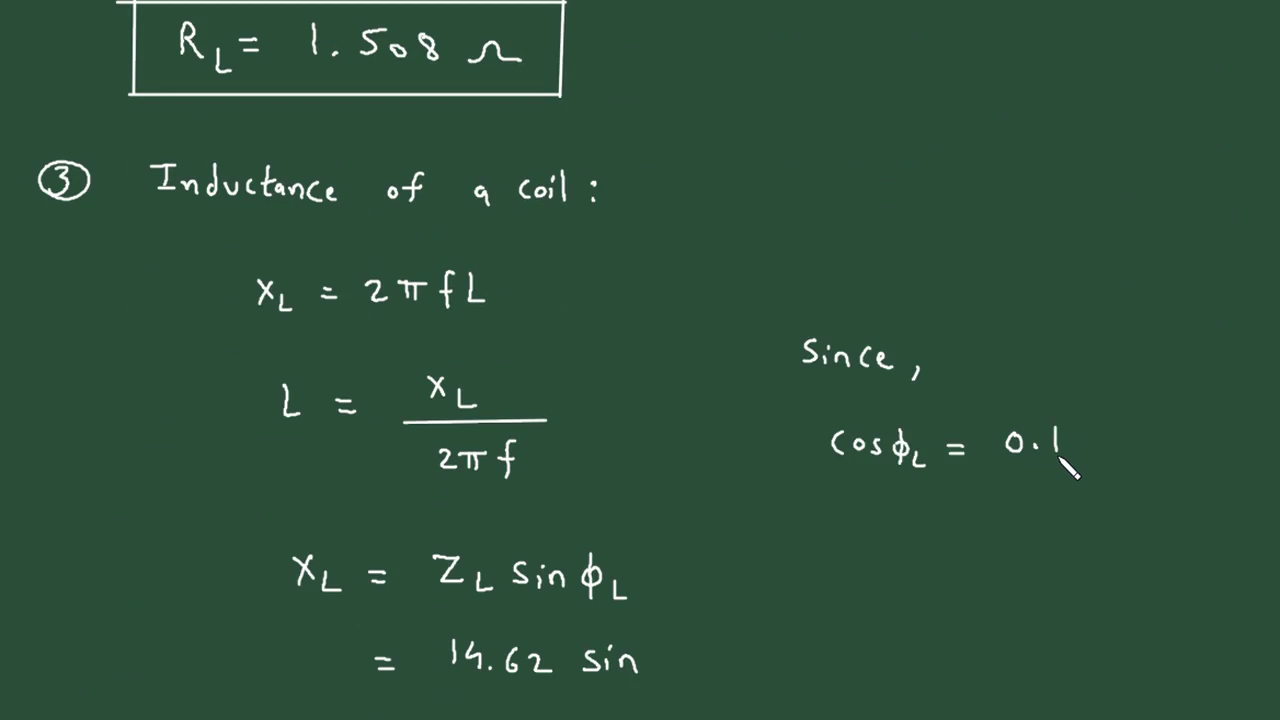 R_L = 1.508 Ω
③ Inductance of a coil:
X_L = 2πfL
L = X_L / 2πf
Since,
cosϕ_L = 0.1
X_L = Z_L sinϕ_L
= 14.62 sin